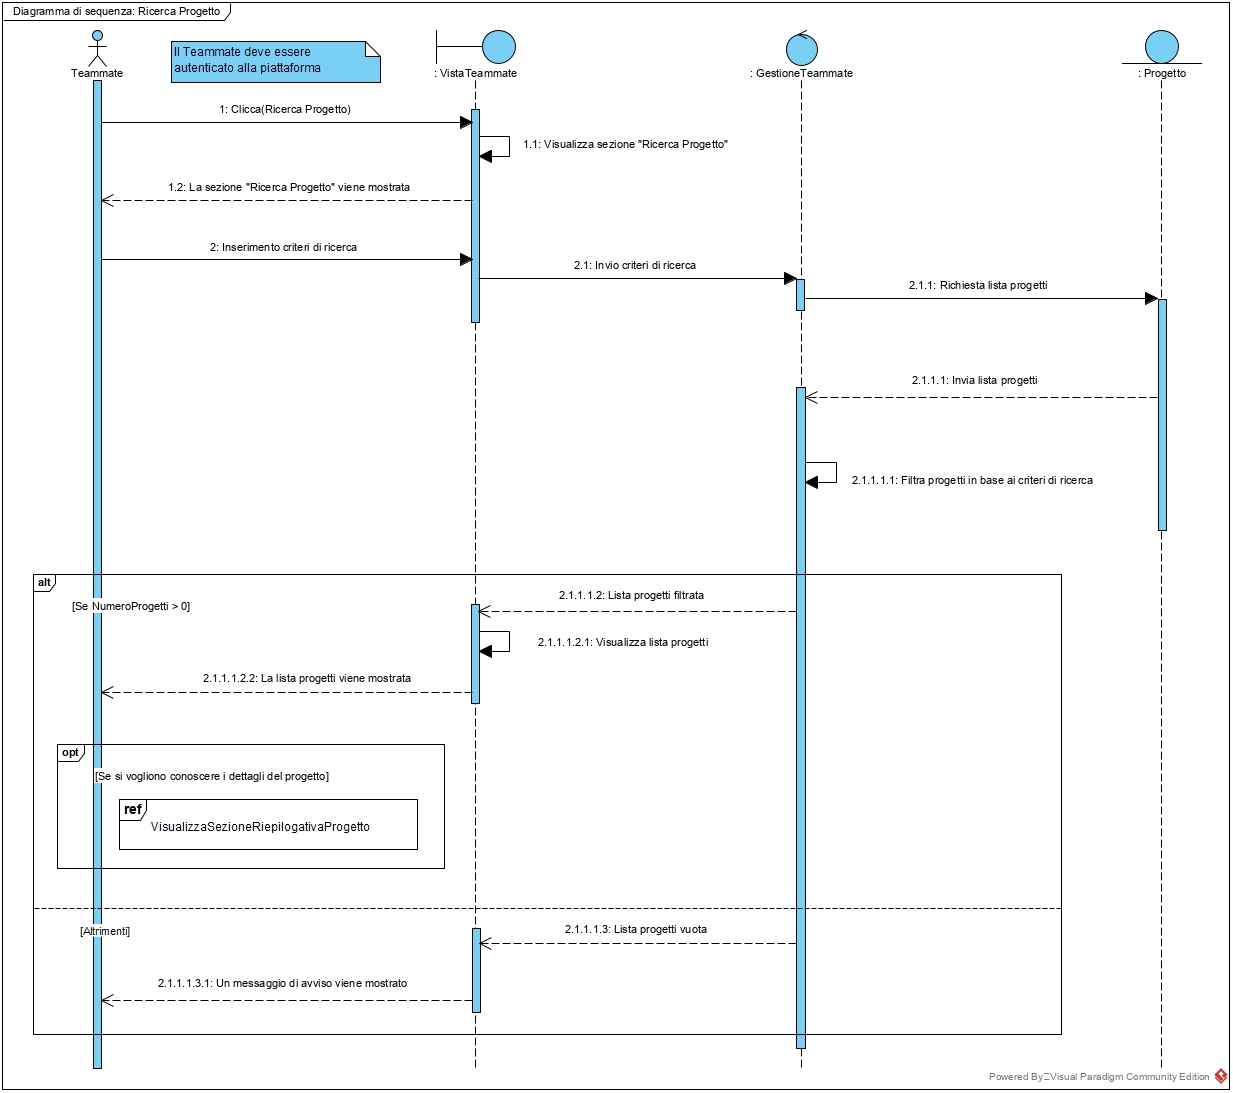 Diagramma di sequenza: Ricerca Progetto
Il Teammate deve essere
autenticato alla piattaforma
Teammate
: VistaTeammate
: GestioneTeammate
: Progetto
1: Clicca(Ricerca Progetto)
1.1: Visualizza sezione "Ricerca Progetto"
1.2: La sezione "Ricerca Progetto" viene mostrata
2: Inserimento criteri di ricerca
2.1: Invio criteri di ricerca
2.1.1: Richiesta lista progetti
2.1.1.1: Invia lista progetti
2.1.1.1.1: Filtra progetti in base ai criteri di ricerca
alt
[Se NumeroProgetti > 0]
2.1.1.1.2: Lista progetti filtrata
2.1.1.1.2.1: Visualizza lista progetti
2.1.1.1.2.2: La lista progetti viene mostrata
opt
[Se si vogliono conoscere i dettagli del progetto]
ref
VisualizzaSezioneRiepilogativaProgetto
[Altrimenti]
2.1.1.1.3: Lista progetti vuota
2.1.1.1.3.1: Un messaggio di avviso viene mostrato
Powered By Visual Paradigm Community Edition